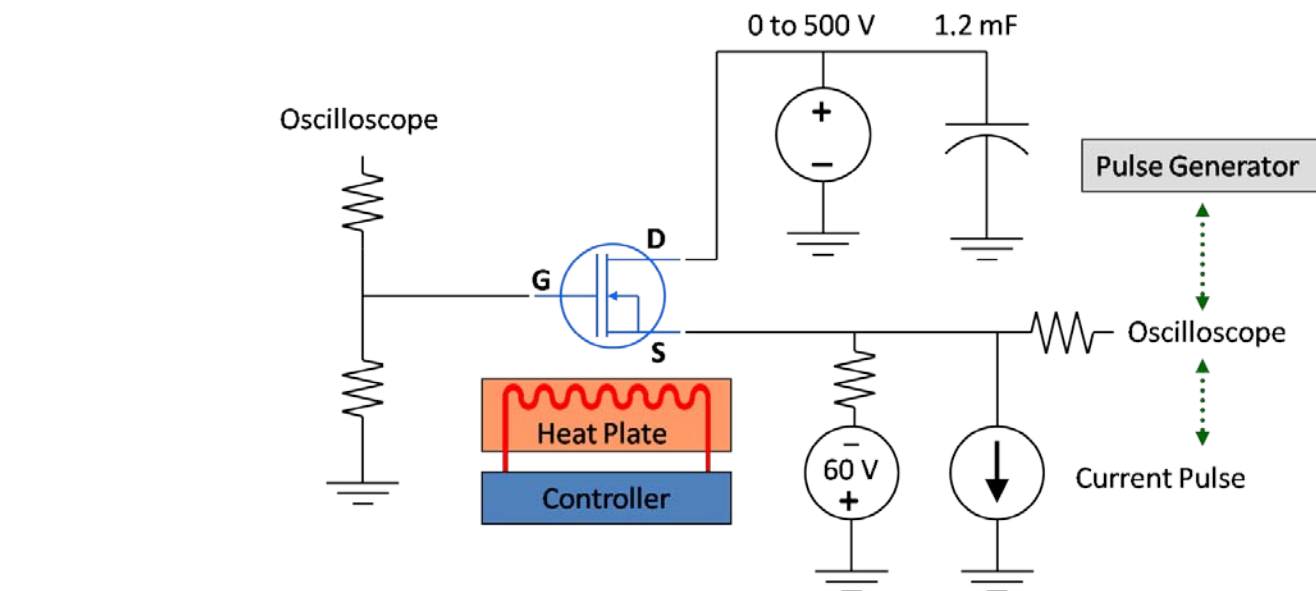 0 to 500 V
1.2 mF
Oscilloscope
+
−
Pulse Generator
D
G
S
Oscilloscope
Heat Plate
Controller
−
60 V
+
Current Pulse